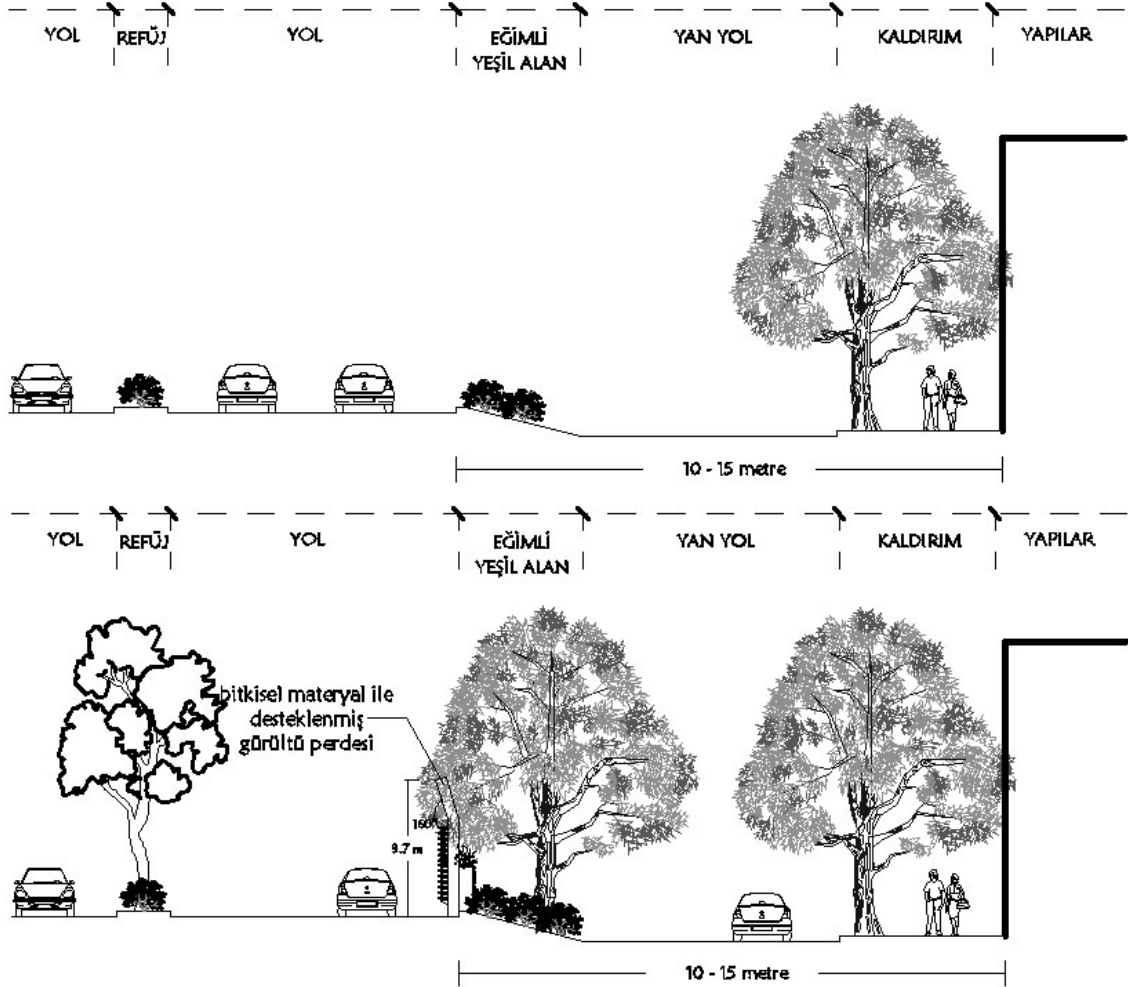 YOL REFÜJ YOL EĞİMLİ YAN YOL KALDIRIM YAPILAR
YEŞİL ALAN
10 - 15 metre
YOL REFÜJ YOL EĞİMLİ YAN YOL KALDIRIM YAPILAR
YEŞİL ALAN
bitkisel materyal ile
desteklenmiş
gürültü perdesi
160°
9.7 m
10 - 15 metre